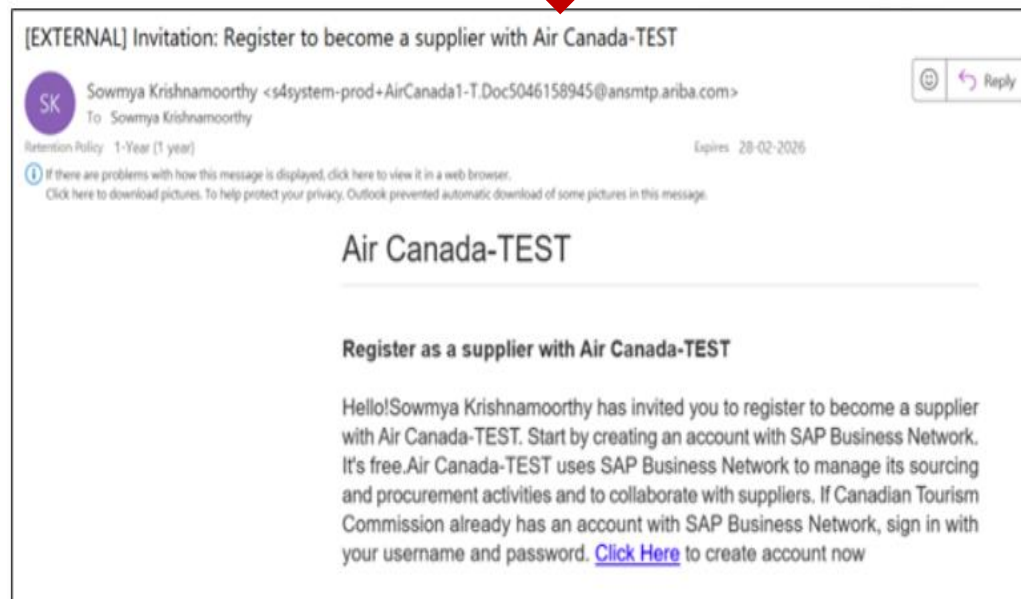 [EXTERNAL] Invitation: Register to become a supplier with Air Canada-TEST
SK
Sowmya Krishnamoorthy <s4system-prod+AirCanada1-T.Doc5046158945@ansmtp.ariba.com>
Reply
To Sowmya Krishnamoorthy
Retention Policy 1-Year (1 year) Expires 28-02-2026
If there are problems with how this message is displayed, click here to view it in a web browser.
Click here to download pictures. To help protect your privacy, Outlook prevented automatic download of some pictures in this message.
Air Canada-TEST
Register as a supplier with Air Canada-TEST
Hello!Sowmya Krishnamoorthy has invited you to register to become a supplier
with Air Canada-TEST. Start by creating an account with SAP Business Network.
It's free.Air Canada-TEST uses SAP Business Network to manage its sourcing
and procurement activities and to collaborate with suppliers. If Canadian Tourism
Commission already has an account with SAP Business Network, sign in with
your username and password. Click Here to create account now